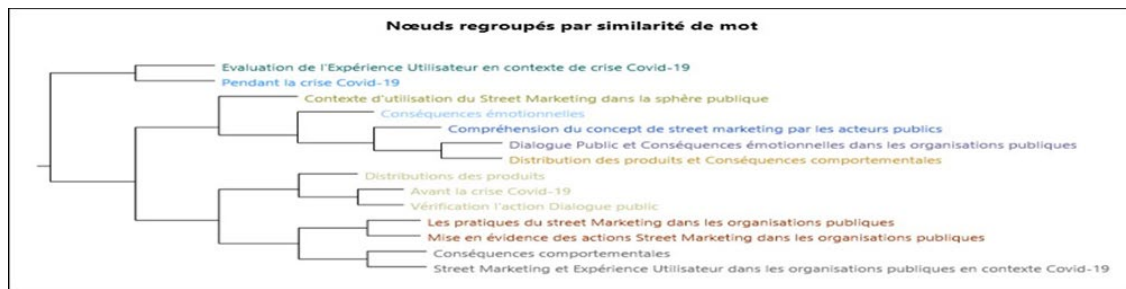 Nœuds regroupés par similarité de mot
Evaluation de l'Expérience Utilisateur en contexte de crise Covid-19
Pendant la crise Covid-19
Contexte d'utilisation du Street Marketing dans la sphère publique
Conséquences émotionnelles
Compréhension du concept de street marketing par les acteurs publics
Dialogue Public et Conséquences émotionnelles dans les organisations publiques
Distribution des produits et Conséquences comportementales
Distributions des produits
Avant la crise Covid-19
Vérification l'action Dialogue public
Les pratiques du street Marketing dans les organisations publiques
Mise en évidence des actions Street Marketing dans les organisations publiques
Conséquences comportementales
Street Marketing et Expérience Utilisateur dans les organisations publiques en contexte Covid-19